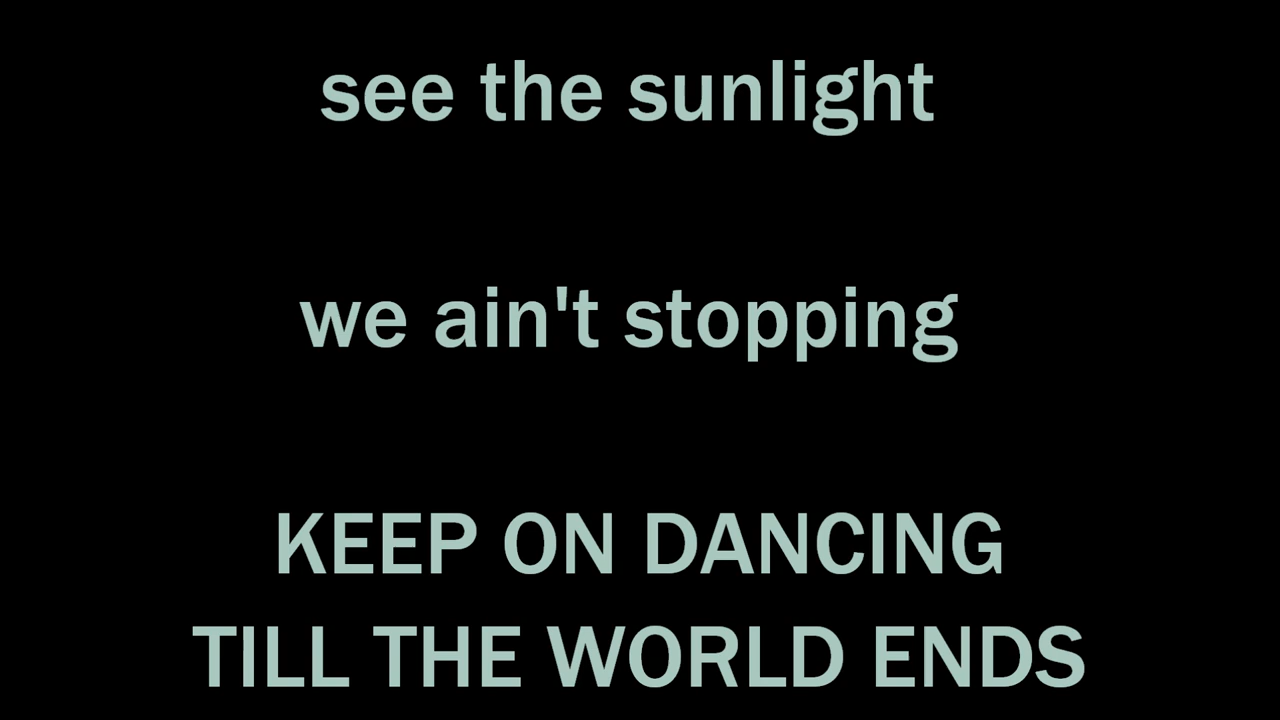 see the sunlight
we ain't stopping
KEEP ON DANCING
TILL THE WORLD ENDS